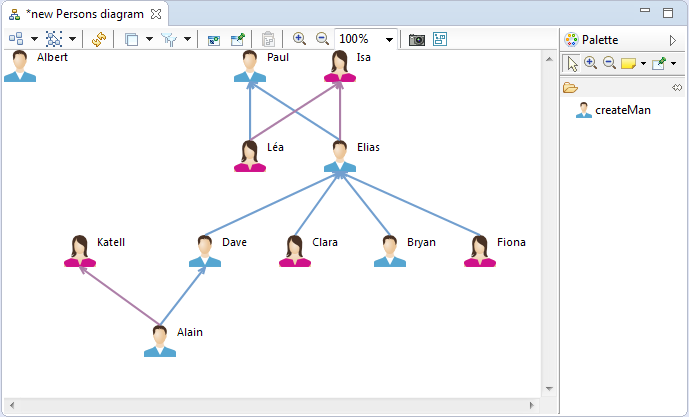 *new Persons diagram
100%
Palette
createMan
Albert
Paul
Isa
Léa
Elias
Katell
Dave
Clara
Bryan
Fiona
Alain